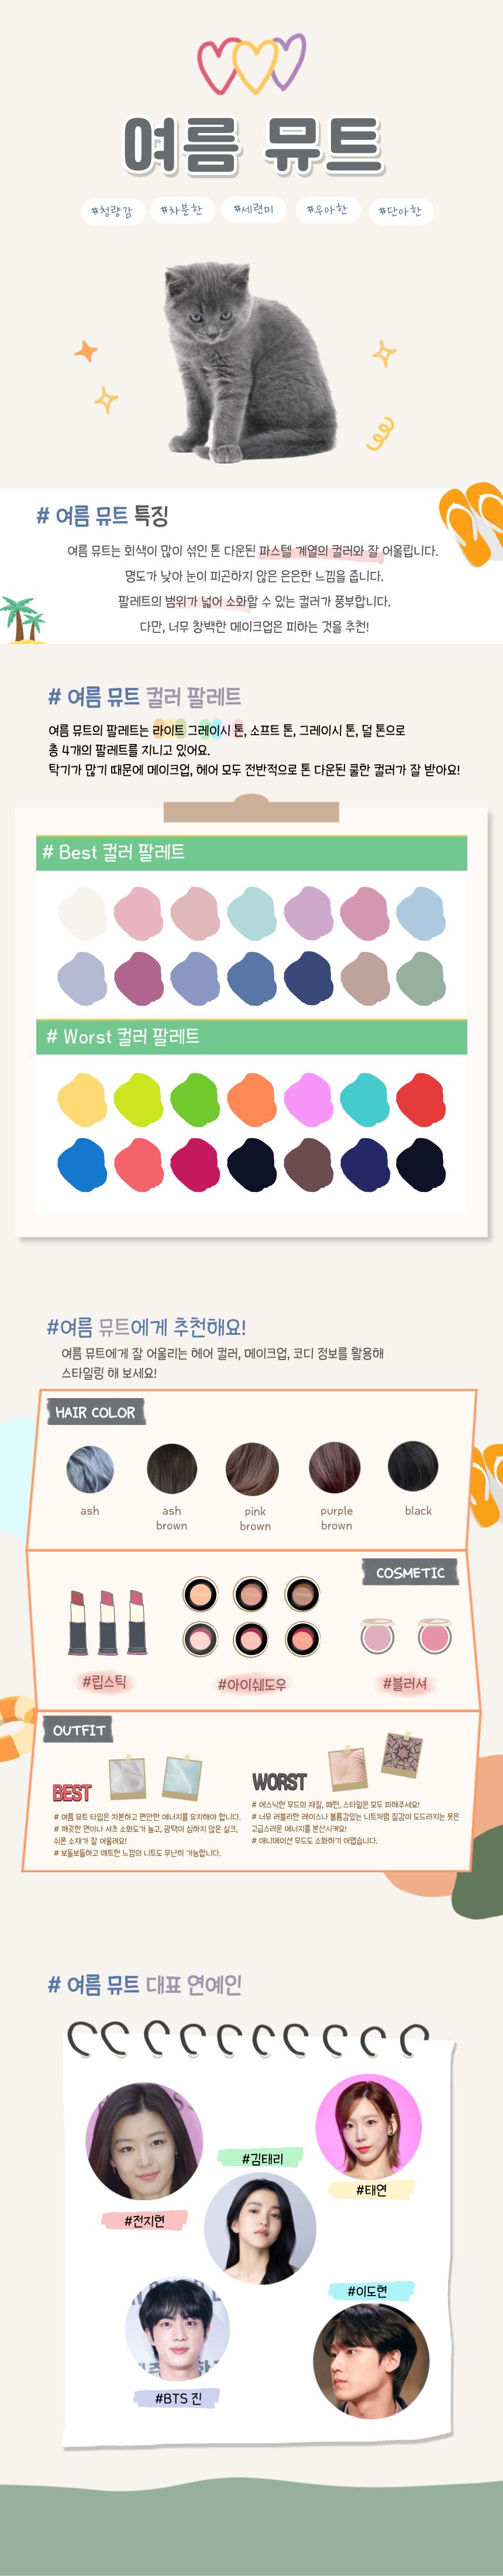 여름 뮤트
#청량감 #차분한 #세련미 #우아한 #단아한
# 여름 뮤트 특징
여름 뮤트는 회색이 많이 섞인 톤 다운된 파스텔 계열의 컬러와 잘 어울립니다.
명도가 낮아 눈이 피곤하지 않은 은은한 느낌을 줍니다.
팔레트의 범위가 넓어 소화할 수 있는 컬러가 풍부합니다.
다만, 너무 창백한 메이크업은 피하는 것을 추천!
# 여름 뮤트 컬러 팔레트
여름 뮤트의 팔레트는 라이트 그레이시 톤, 소프트 톤, 그레이시 톤, 덜 톤으로
총 4개의 팔레트를 지니고 있어요.
탁기가 많기 때문에 메이크업, 헤어 모두 전반적으로 톤 다운된 쿨한 컬러가 잘 받아요!
# Best 컬러 팔레트
# Worst 컬러 팔레트
#여름 뮤트에게 추천해요!
여름 뮤트에게 잘 어울리는 헤어 컬러, 메이크업, 코디 정보를 활용해
스타일링 해 보세요!
HAIR COLOR
ash
ash
brown
pink
brown
purple
brown
black
COSMETIC
#립스틱
#아이쉐도우
#블러셔
OUTFIT
BEST
# 여름 뮤트 타입은 차분하고 편안한 에너지를 유지해야 합니다.
# 깨끗한 면이나 셔츠 소화도가 높고, 광택이 심하지 않은 실크,
쉬폰 소재가 잘 어울려요!
# 보들보들하고 매트한 느낌의 니트도 무난히 가능합니다.
WORST
# 에스닉한 무드의 재질, 패턴, 스타일은 모두 피해주세요!
# 너무 러블리한 레이스나 볼륨감있는 니트처럼 질감이 도드라지는 옷은
고급스러운 에너지를 분산시켜요!
# 애니메이션 무드도 소화하기 어렵습니다.
# 여름 뮤트 대표 연예인
#김태리
#태연
#전지현
#이도현
#BTS 진